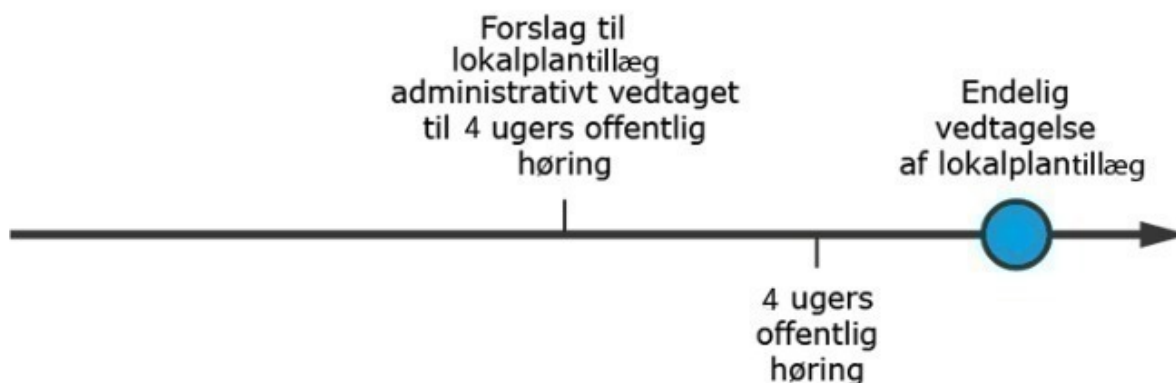 Forslag til
lokalplantillæg
administrativt vedtaget
til 4 ugers offentlig
høring
Endelig
vedtagelse
af lokalplantillæg
4 ugers
offentlig
høring